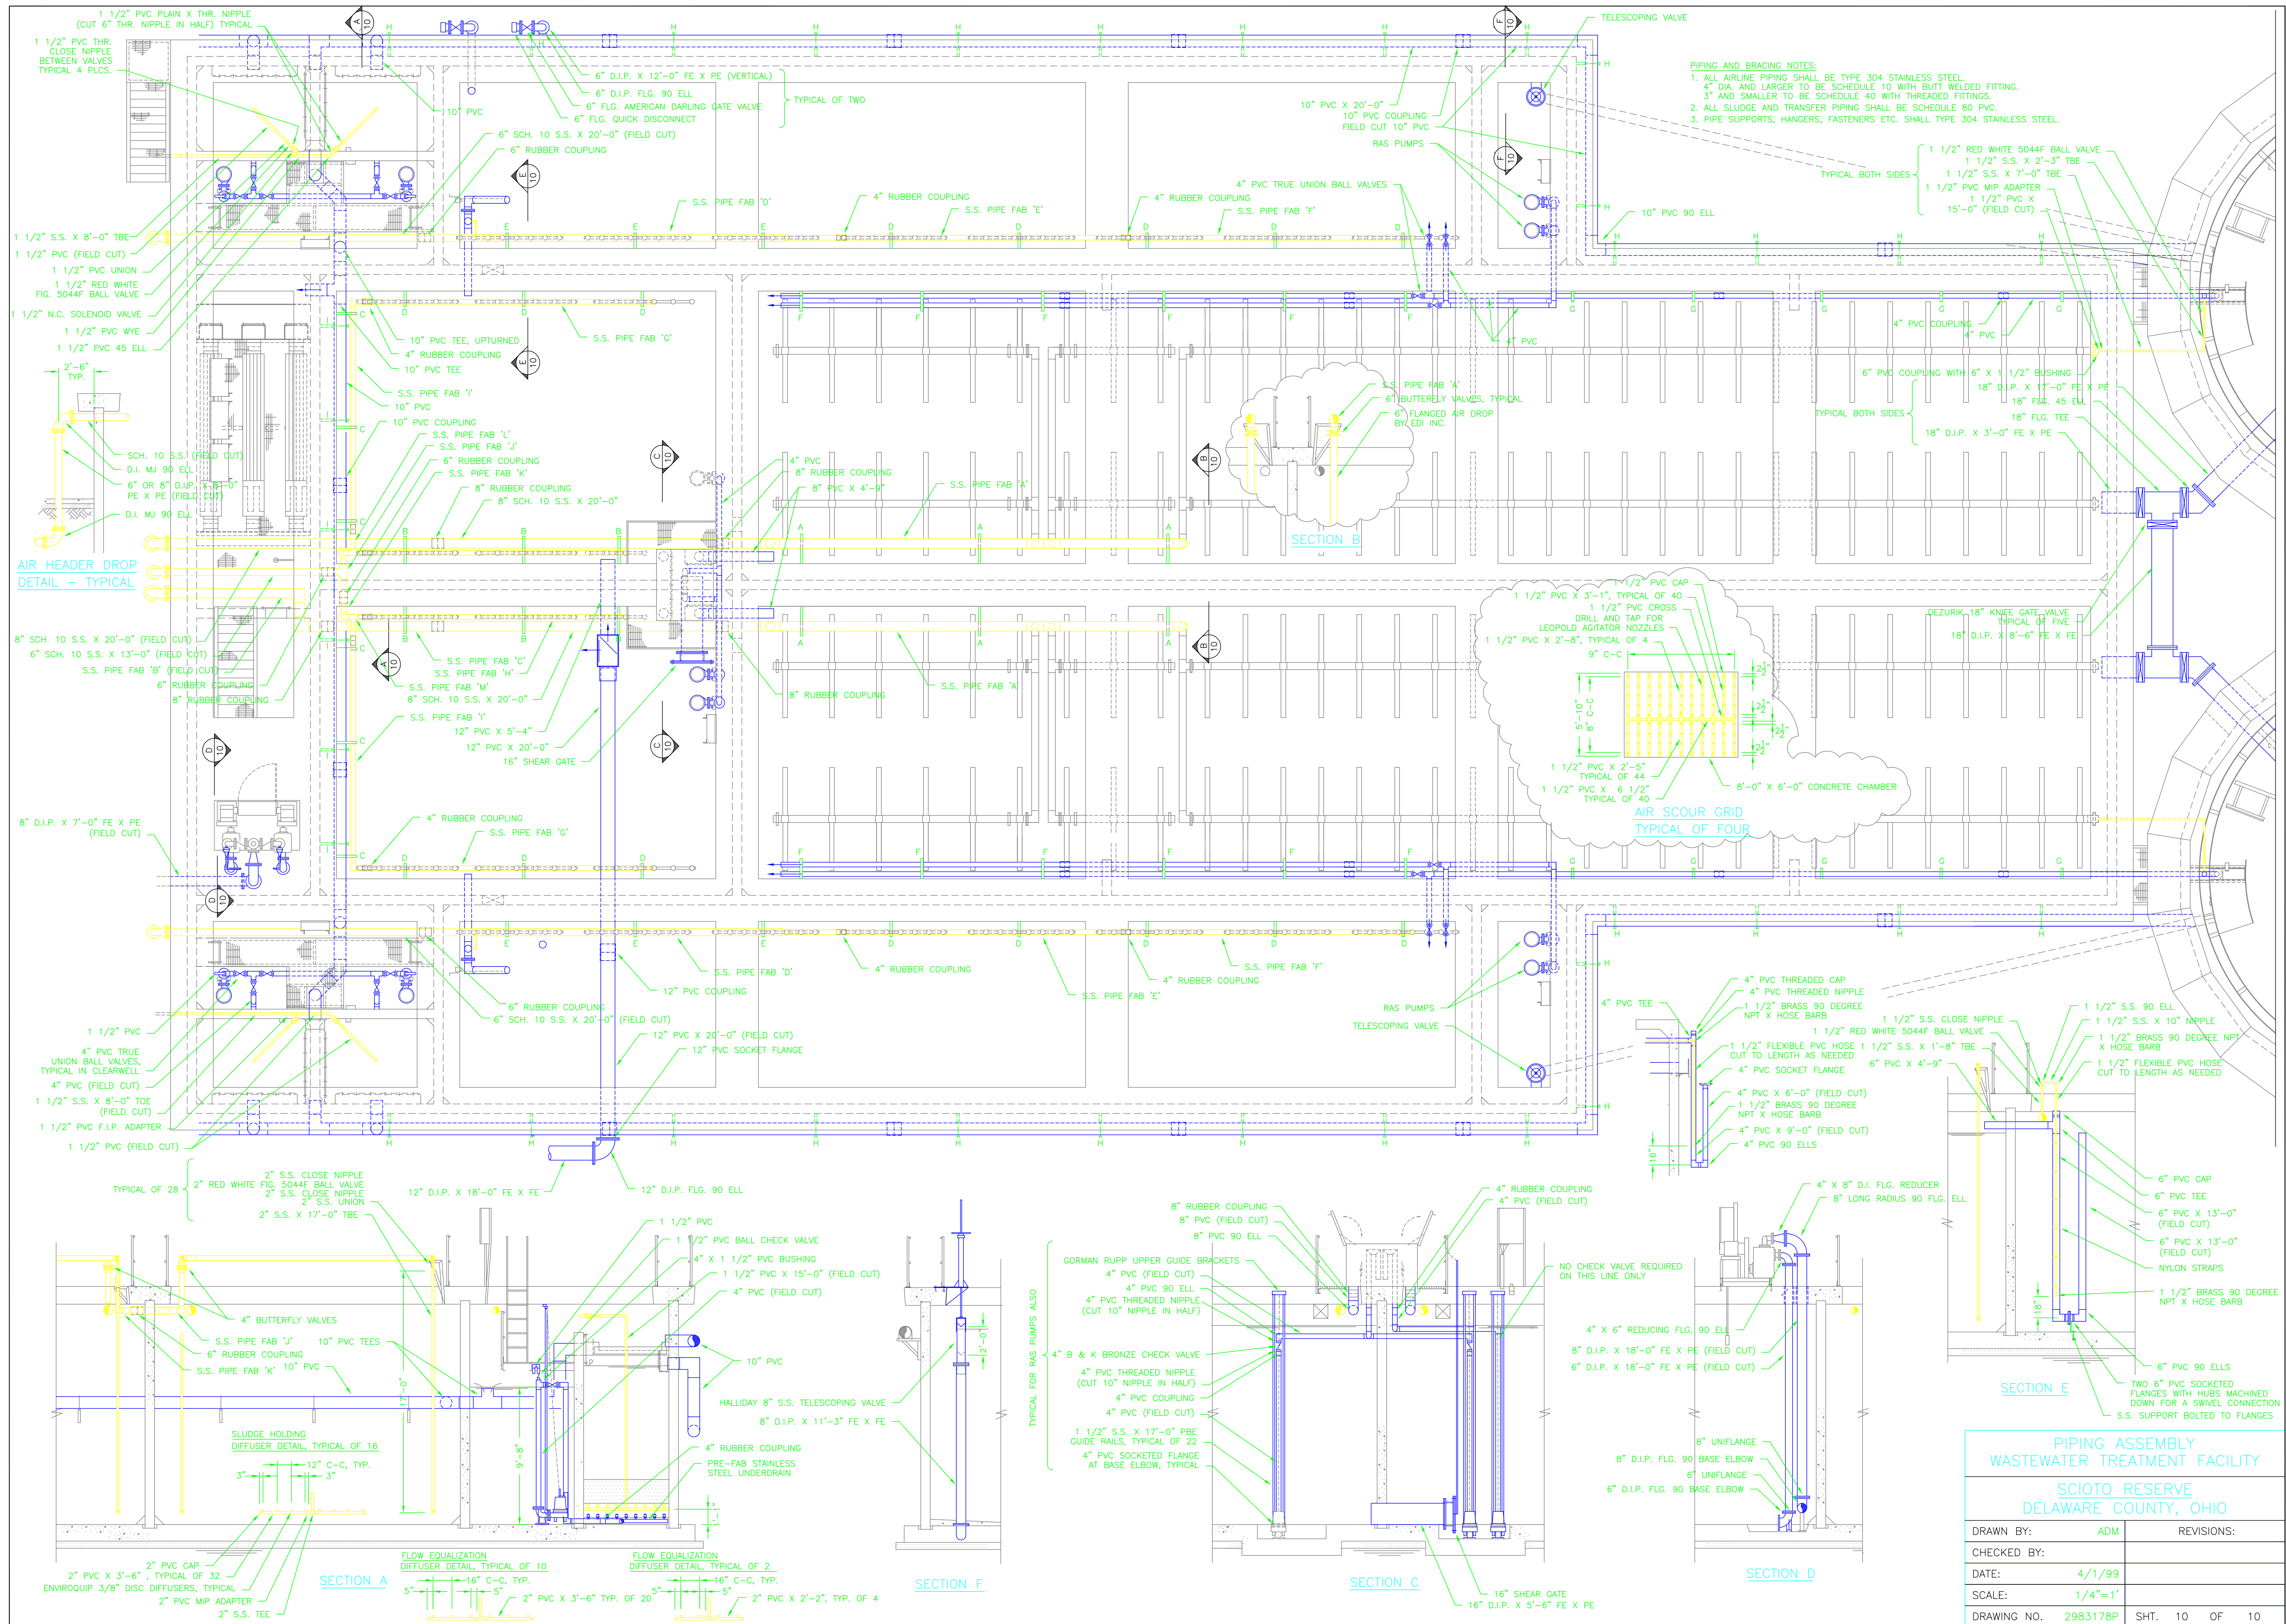 1 1/2" PVC PLAIN X THR. NIPPLE
(CUT 6" THR. NIPPLE IN HALF) TYPICAL
1 1/2" PVC THR.
CLOSE NIPPLE
BETWEEN VALVES
TYPICAL 4 PLCS.
A
10
H
10" PVC
6" D.I.P. X 12'-0" FE X PE (VERTICAL)
6" D.I.P. FLG. 90 ELL
6" FLG. AMERICAN DARLING GATE VALVE
6" FLG. QUICK DISCONNECT
TYPICAL OF TWO
6" SCH. 10 S.S. X 20'-0" (FIELD CUT)
6" RUBBER COUPLING
E
10
F
10
TELESCOPING VALVE
10" PVC X 20'-0"
10" PVC COUPLING
FIELD CUT 10" PVC
RAS PUMPS
4" PVC TRUE UNION BALL VALVES
PIPING AND BRACING NOTES:
1. ALL AIRLINE PIPING SHALL BE TYPE 304 STAINLESS STEEL.
4" DIA. AND LARGER TO BE SCHEDULE 10 WITH BUTT WELDED FITTING.
3" AND SMALLER TO BE SCHEDULE 40 WITH THREADED FITTINGS.
2. ALL SLUDGE AND TRANSFER PIPING SHALL BE SCHEDULE 80 PVC.
3. PIPE SUPPORTS, HANGERS, FASTENERS ETC. SHALL TYPE 304 STAINLESS STEEL.
TYPICAL BOTH SIDES
1 1/2" RED WHITE 5044F BALL VALVE
1 1/2" S.S. X 2'-3" TBE
1 1/2" S.S. X 7'-0" TBE
1 1/2" PVC MIP ADAPTER
1 1/2" PVC X
15'-0" (FIELD CUT)
10" PVC 90 ELL
S.S. PIPE FAB 'D'
4" RUBBER COUPLING
S.S. PIPE FAB 'E'
4" RUBBER COUPLING
S.S. PIPE FAB 'F'
1 1/2" S.S. X 8'-0" TBE
1 1/2" PVC (FIELD CUT)
1 1/2" PVC UNION
1 1/2" RED WHITE
FIG. 5044F BALL VALVE
1 1/2" N.C. SOLENOID VALVE
1 1/2" PVC WYE
1 1/2" PVC 45 ELL
10" PVC TEE, UPTURNED
4" RUBBER COUPLING
10" PVC TEE
S.S. PIPE FAB 'G'
S.S. PIPE FAB 'I'
10" PVC
10" PVC COUPLING
S.S. PIPE FAB 'L'
S.S. PIPE FAB 'J'
6" RUBBER COUPLING
S.S. PIPE FAB 'K'
8" RUBBER COUPLING
8" SCH. 10 S.S. X 20'-0"
4" PVC
8" RUBBER COUPLING
8" PVC X 4'-9"
S.S. PIPE FAB 'A'
4" PVC
4" PVC COUPLING
4" PVC
6" PVC COUPLING WITH 6" X 1 1/2" BUSHING
TYPICAL BOTH SIDES
18" D.I.P. X 17'-0" FE X PE
18" FLG. 45 ELL
18" FLG. TEE
18" D.I.P. X 3'-0" FE X PE
2'-6"
TYP.
SCH. 10 S.S. (FIELD CUT)
D.I. MJ 90 ELL
6" OR 8" D.I.P. X 8'-0"
PE X PE (FIELD CUT)
D.I. MJ 90 ELL
AIR HEADER DROP
DETAIL - TYPICAL
S.S. PIPE FAB 'A'
6" BUTTERFLY VALVES, TYPICAL
6" FLANGED AIR DROP
BY EDI INC.
SECTION B
B
10
C
10
8" SCH. 10 S.S. X 20'-0" (FIELD CUT)
6" SCH. 10 S.S. X 13'-0" (FIELD CUT)
S.S. PIPE FAB 'B' (FIELD CUT)
6" RUBBER COUPLING
8" RUBBER COUPLING
A
10
S.S. PIPE FAB 'C'
S.S. PIPE FAB 'H'
S.S. PIPE FAB 'M'
8" SCH. 10 S.S. X 20'-0"
S.S. PIPE FAB 'I'
12" PVC X 5'-4"
12" PVC X 20'-0"
16" SHEAR GATE
8" RUBBER COUPLING
S.S. PIPE FAB 'A'
1 1/2" PVC CAP
1 1/2" PVC X 3'-1", TYPICAL OF 40
1 1/2" PVC CROSS
DRILL AND TAP FOR
LEOPOLD AGITATOR NOZZLES
1 1/2" PVC X 2'-8", TYPICAL OF 4
9" C-C
5'-10"
8" C-C
2 1/2"
2 1/2"
2 1/2"
2 1/2"
1 1/2" PVC X 2'-5"
TYPICAL OF 44
1 1/2" PVC X 6 1/2"
TYPICAL OF 40
8'-0" X 6'-0" CONCRETE CHAMBER
AIR SCOUR GRID
TYPICAL OF FOUR
DEZURIK 18" KNIFE GATE VALVE
TYPICAL OF FIVE
18" D.I.P. X 8'-6" FE X PE
D
10
8" D.I.P. X 7'-0" FE X PE
(FIELD CUT)
4" RUBBER COUPLING
S.S. PIPE FAB 'G'
S.S. PIPE FAB 'D'
4" RUBBER COUPLING
S.S. PIPE FAB 'E'
4" RUBBER COUPLING
S.S. PIPE FAB 'F'
12" PVC COUPLING
6" RUBBER COUPLING
6" SCH. 10 S.S. X 20'-0" (FIELD CUT)
12" PVC X 20'-0" (FIELD CUT)
12" PVC SOCKET FLANGE
RAS PUMPS
TELESCOPING VALVE
1 1/2" PVC
4" PVC TRUE
UNION BALL VALVES,
TYPICAL IN CLEARWELL
4" PVC (FIELD CUT)
1 1/2" S.S. X 8'-0" TOE
(FIELD CUT)
1 1/2" PVC F.I.P. ADAPTER
1 1/2" PVC (FIELD CUT)
12" D.I.P. X 18'-0" FE X FE
12" D.I.P. FLG. 90 ELL
4" PVC TEE
4" PVC THREADED CAP
4" PVC THREADED NIPPLE
1 1/2" BRASS 90 DEGREE
NPT X HOSE BARB
1 1/2" FLEXIBLE PVC HOSE
CUT TO LENGTH AS NEEDED
4" PVC SOCKET FLANGE
4" PVC X 6'-0" (FIELD CUT)
1 1/2" BRASS 90 DEGREE
NPT X HOSE BARB
4" PVC X 9'-0" (FIELD CUT)
4" PVC 90 ELLS
16"
1 1/2" S.S. 90 ELL
1 1/2" S.S. CLOSE NIPPLE
1 1/2" S.S. X 10" NIPPLE
1 1/2" RED WHITE 5044F BALL VALVE
1 1/2" BRASS 90 DEGREE NPT
X HOSE BARB
1 1/2" S.S. X 1'-8" TBE
6" PVC X 4'-9"
1 1/2" FLEXIBLE PVC HOSE
CUT TO LENGTH AS NEEDED
6" PVC CAP
6" PVC TEE
6" PVC X 13'-0"
(FIELD CUT)
6" PVC X 13'-0"
(FIELD CUT)
NYLON STRAPS
1 1/2" BRASS 90 DEGREE
NPT X HOSE BARB
18"
6" PVC 90 ELLS
TWO 6" PVC SOCKETED
FLANGES WITH HUBS MACHINED
DOWN FOR A SWIVEL CONNECTION
S.S. SUPPORT BOLTED TO FLANGES
SECTION E
TYPICAL OF 28
2" S.S. CLOSE NIPPLE
2" RED WHITE FIG. 5044F BALL VALVE
2" S.S. CLOSE NIPPLE
2" S.S. UNION
2" S.S. X 17'-0" TBE
1 1/2" PVC
1 1/2" PVC BALL CHECK VALVE
4" X 1 1/2" PVC BUSHING
1 1/2" PVC X 15'-0" (FIELD CUT)
4" PVC (FIELD CUT)
4" BUTTERFLY VALVES
S.S. PIPE FAB 'J'
6" RUBBER COUPLING
S.S. PIPE FAB 'K'
10" PVC TEES
10" PVC
17'-0"
9'-8"
10" PVC
4" RUBBER COUPLING
PRE-FAB STAINLESS
STEEL UNDERDRAIN
1'-1"
SLUDGE HOLDING
DIFFUSER DETAIL, TYPICAL OF 16
12" C-C, TYP.
3"
3"
2" PVC CAP
2" PVC X 3'-6" , TYPICAL OF 32
ENVIROQUIP 3/8" DISC DIFFUSERS, TYPICAL
2" PVC MIP ADAPTER
2" S.S. TEE
SECTION A
FLOW EQUALIZATION
DIFFUSER DETAIL, TYPICAL OF 10
16" C-C, TYP.
5"
5"
2" PVC X 3'-6" TYP. OF 20
FLOW EQUALIZATION
DIFFUSER DETAIL, TYPICAL OF 2
16" C-C, TYP.
5"
5"
2" PVC X 2'-2", TYP. OF 4
2'-0"
HALLIDAY 8" S.S. TELESCOPING VALVE
8" D.I.P. X 11'-3" FE X FE
SECTION F
TYPICAL FOR RAS PUMPS ALSO
8" RUBBER COUPLING
8" PVC (FIELD CUT)
8" PVC 90 ELL
GORMAN RUPP UPPER GUIDE BRACKETS
4" PVC (FIELD CUT)
4" PVC 90 ELL
4" PVC THREADED NIPPLE
(CUT 10" NIPPLE IN HALF)
4" B & K BRONZE CHECK VALVE
4" PVC THREADED NIPPLE
(CUT 10" NIPPLE IN HALF)
4" PVC COUPLING
4" PVC (FIELD CUT)
1 1/2" S.S. X 17'-0" PBE
GUIDE RAILS, TYPICAL OF 22
4" PVC SOCKETED FLANGE
AT BASE ELBOW, TYPICAL
4" RUBBER COUPLING
4" PVC (FIELD CUT)
NO CHECK VALVE REQUIRED
ON THIS LINE ONLY
16" SHEAR GATE
16" D.I.P. X 5'-6" FE X PE
SECTION C
4" X 8" D.I. FLG. REDUCER
8" LONG RADIUS 90 FLG. ELL
4" X 6" REDUCING FLG. 90 ELL
8" D.I.P. X 18'-0" FE X PE (FIELD CUT)
6" D.I.P. X 18'-0" FE X PE (FIELD CUT)
8" UNIFLANGE
8" D.I.P. FLG. 90 BASE ELBOW
6" UNIFLANGE
6" D.I.P. FLG. 90 BASE ELBOW
SECTION D
PIPING ASSEMBLY
WASTEWATER TREATMENT FACILITY
SCIOTO RESERVE
DELAWARE COUNTY, OHIO
DRAWN BY: ADM REVISIONS:
CHECKED BY:
DATE: 4/1/99
SCALE: 1/4"=1'
DRAWING NO. 2983178P SHT. 10 OF 10